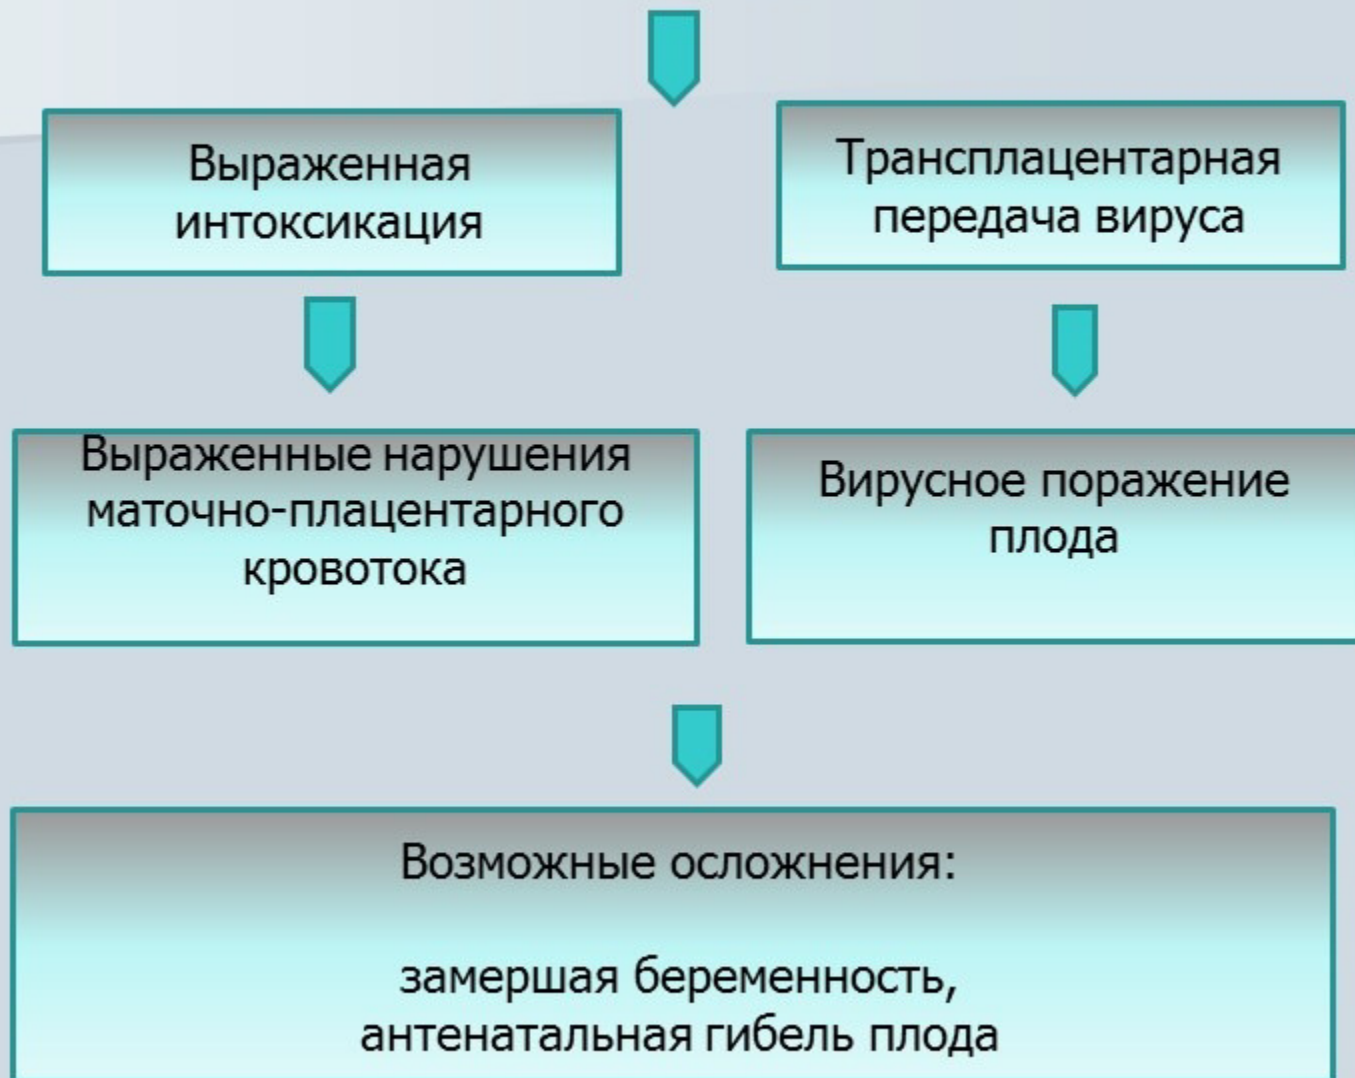 Выраженная
интоксикация
Трансплацентарная
передача вируса
Выраженные нарушения
маточно-плацентарного
кровотока
Вирусное поражение
плода
Возможные осложнения:
замершая беременность,
антенатальная гибель плода